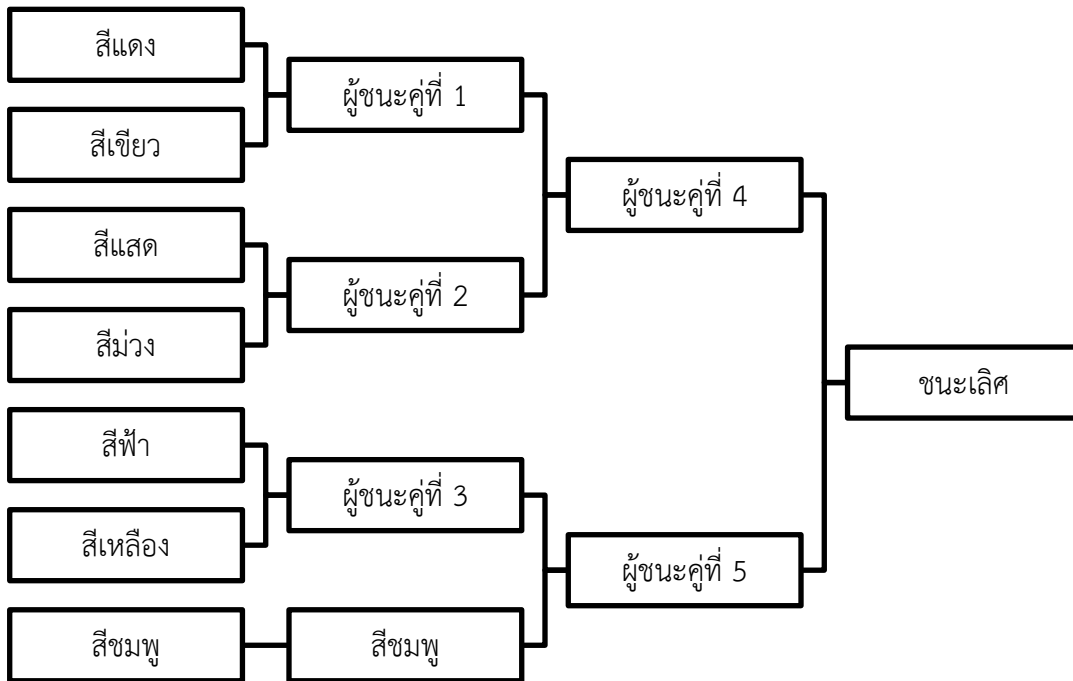 สีแดง
สีเขียว
สีแสด
สีม่วง
สีฟ้า
สีเหลือง
สีชมพู
ผู้ชนะคู่ที่ 1
ผู้ชนะคู่ที่ 2
ผู้ชนะคู่ที่ 3
สีชมพู
ผู้ชนะคู่ที่ 4
ผู้ชนะคู่ที่ 5
ชนะเลิศ